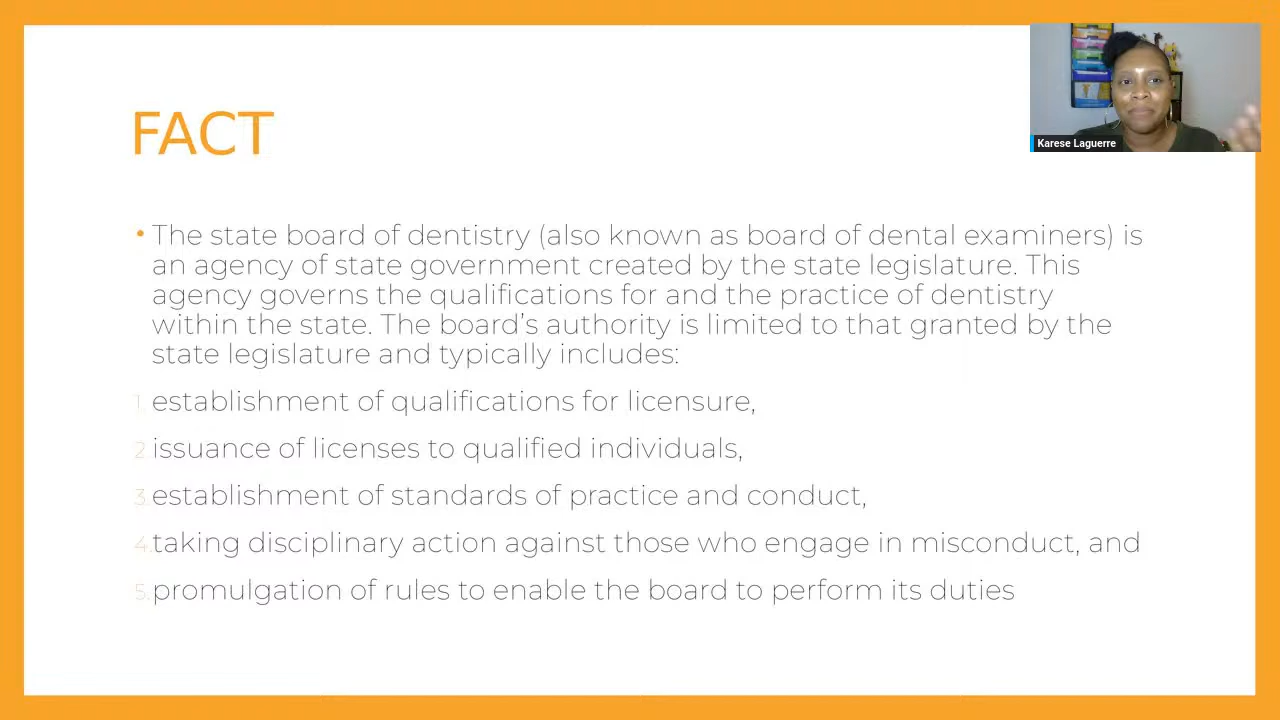 FACT
Karese Laguerre
• The state board of dentistry (also known as board of dental examiners) is
an agency of state government created by the state legislature. This
agency governs the qualifications for and the practice of dentistry
within the state. The board’s authority is limited to that granted by the
state legislature and typically includes:
1. establishment of qualifications for licensure,
2. issuance of licenses to qualified individuals,
3. establishment of standards of practice and conduct,
4. taking disciplinary action against those who engage in misconduct, and
5. promulgation of rules to enable the board to perform its duties